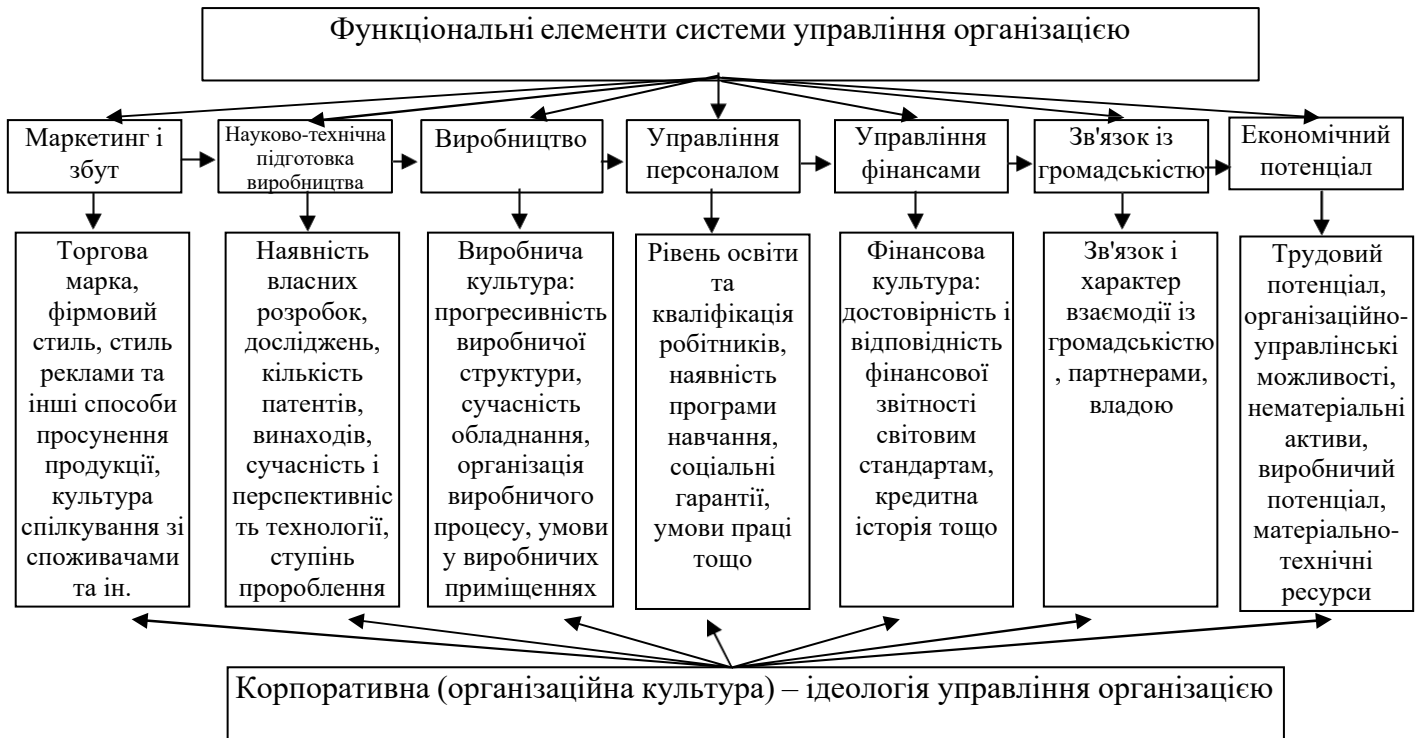 Функціональні елементи системи управління організацією
Маркетинг і
збут
Науково-технічна
підготовка
виробництва
Виробництво
Управління
персоналом
Управління
фінансами
Зв'язок із
громадськістю
Економічний
потенціал
Торгова
марка,
фірмовий
стиль, стиль
реклами та
інші способи
просунення
продукції,
культура
спілкування зі
споживачами
та ін.
Наявність
власних
розробок,
досліджень,
кількість
патентів,
винаходів,
сучасність і
перспективніс
ть технології,
ступінь
пророблення
Виробнича
культура:
прогресивність
виробничої
структури,
сучасність
обладнання,
організація
виробничого
процесу, умови
у виробничих
приміщеннях
Рівень освіти
та
кваліфікація
робітників,
наявність
програми
навчання,
соціальні
гарантії,
умови праці
тощо
Фінансова
культура:
достовірність і
відповідність
фінансової
звітності
світовим
стандартам,
кредитна
історія тощо
Зв'язок і
характер
взаємодії із
громадськістю
, партнерами,
владою
Трудовий
потенціал,
організаційно-
управлінські
можливості,
нематеріальні
активи,
виробничий
потенціал,
матеріально-
технічні
ресурси
Корпоративна (організаційна культура) – ідеологія управління організацією